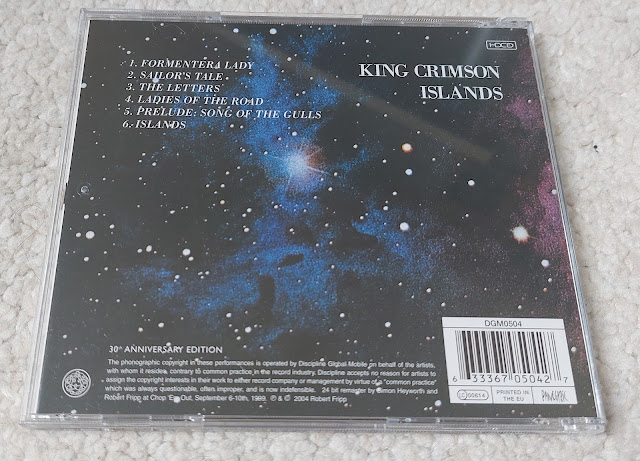 HDCD
1. FORMENTERA LADY
2. SAILOR'S TALE
3. THE LETTERS
4. LADIES OF THE ROAD
5. PRELUDE: SONG OF THE GULLS
6. ISLANDS
KING CRIMSON
ISLANDS
30th ANNIVERSARY EDITION
The phonographic copyright in these performances is operated by Discipline Global Mobile on behalf of the artists,
with whom it resides, contrary to common practice in the record industry. Discipline accepts no reason for artists to
assign the copyright interests in their work to either record company or management by virtue of a "common practice"
which was always questionable, often improper, and is now indefensible. 24 bit remaster by Simon Heyworth and
Robert Fripp at Chop 'Em Out, September 6-10th, 1999. ℗ & © 2004 Robert Fripp
DGM0504
6 33367 05042 7
LC 00614
PRINTED IN
THE EU
PANEGYRIC